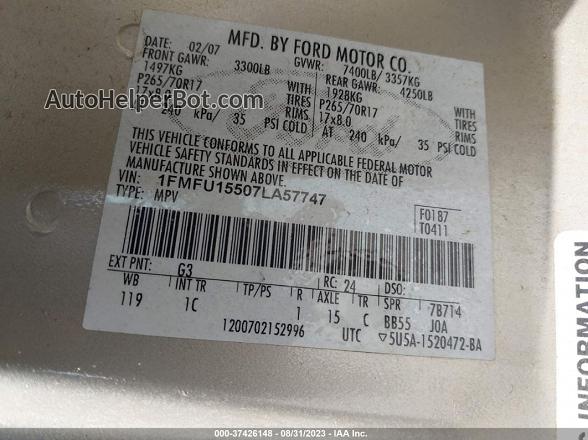 MFD. BY FORD MOTOR CO.
DATE: 02/07 GVWR: 7400LB/ 3357KG
FRONT GAWR: 3300LB REAR GAWR: 4250LB
1497KG WITH 1928KG WITH
P265/70R17 TIRES P265/70R17 TIRES
17x8.0 RIMS 17x8.0 RIMS
AT 240 kPa/ 35 PSI COLD AT 240 kPa/ 35 PSI COLD
THIS VEHICLE CONFORMS TO ALL APPLICABLE FEDERAL MOTOR
VEHICLE SAFETY STANDARDS IN EFFECT ON THE DATE OF
MANUFACTURE SHOWN ABOVE.
VIN: 1FMFU15507LA57747
TYPE: MPV
F0187
T0411
EXT PNT: G3 RC: 24 DSO:
WB INT TR TP/PS R AXLE TR SPR 7B714
119 1C 1 15 C BB55 J0A
1200702152996 UTC ▽5U5A-1520472-BA
INFORMATION
AutoHelperBot.com
000-37426148 - 08/31/2023 - IAA Inc.